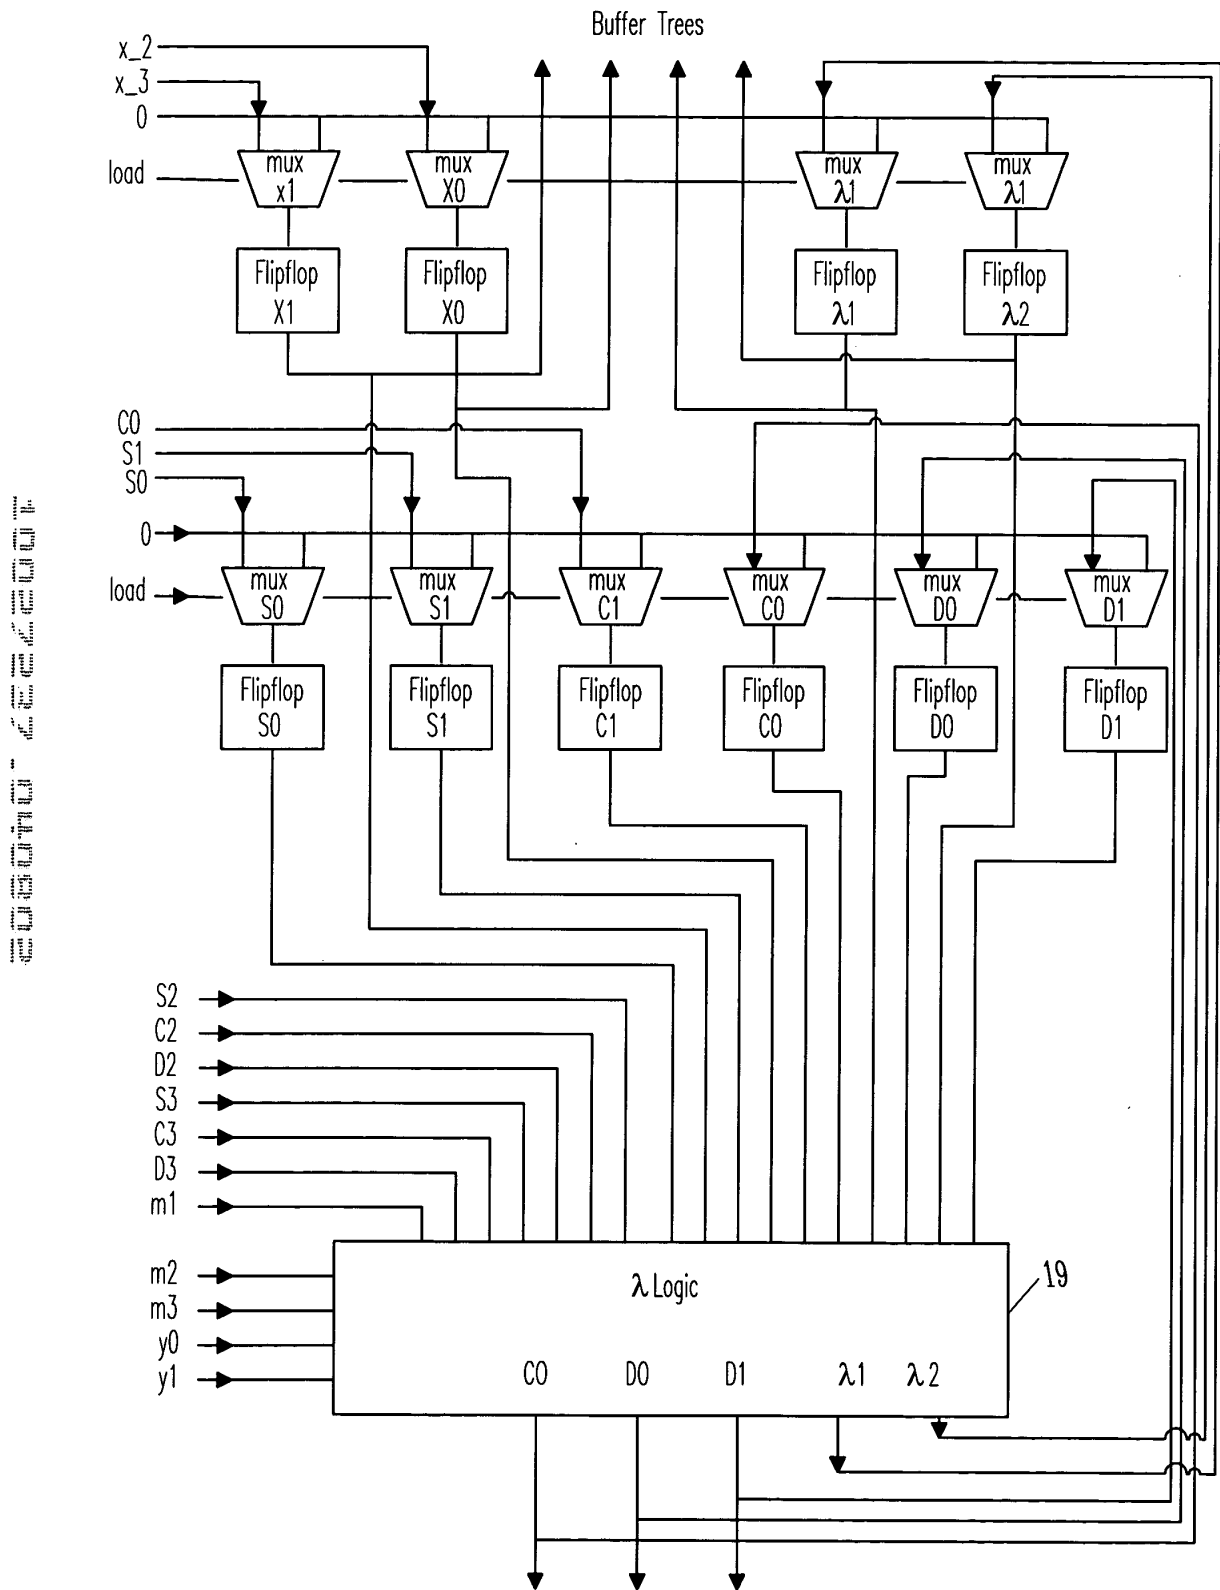 Buffer Trees
x_2
x_3
0
load
mux x1
mux X0
mux λ1
mux λ1
Flipflop X1
Flipflop X0
Flipflop λ1
Flipflop λ2
C0
S1
S0
0
load
mux S0
mux S1
mux C1
mux C0
mux D0
mux D1
Flipflop S0
Flipflop S1
Flipflop C1
Flipflop C0
Flipflop D0
Flipflop D1
S2
C2
D2
S3
C3
D3
m1
m2
m3
y0
y1
λ Logic
19
C0 D0 D1 λ1 λ2